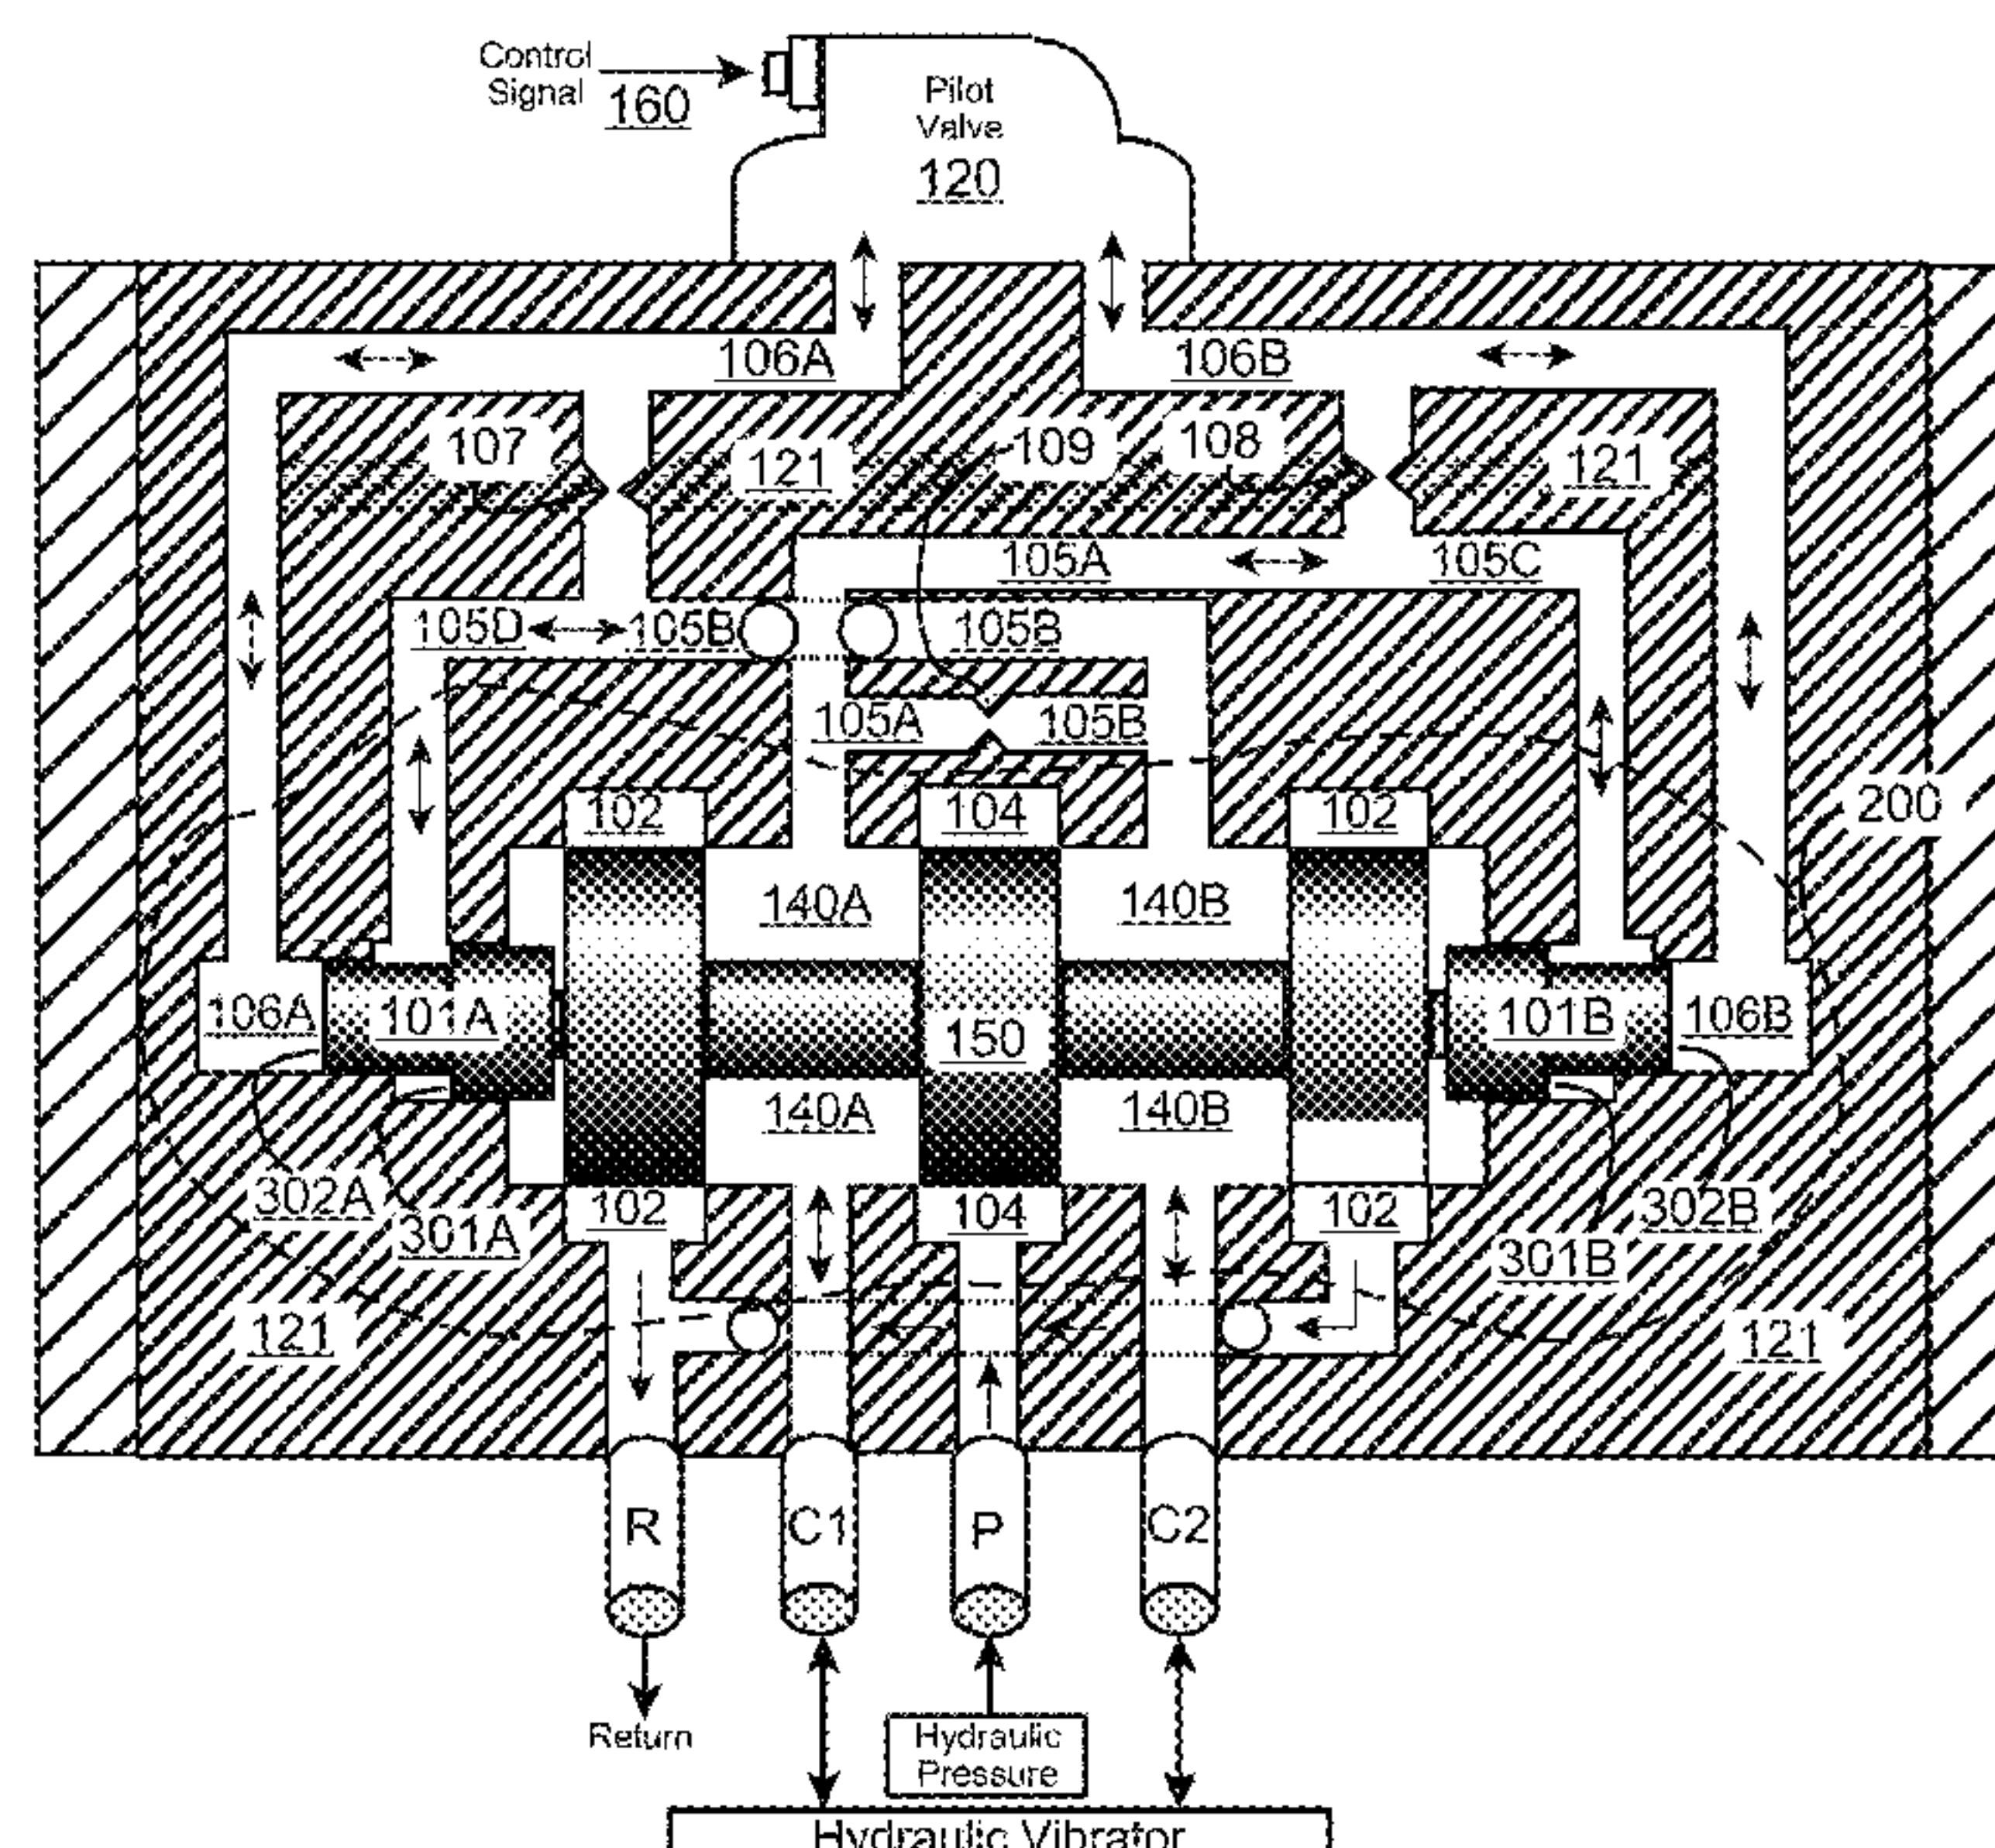 Control
Signal 160
Pilot
Valve
120
106A 106B
107 121 109 108 121
105A 105C
105D 105B 105B
105A 105B
200
102 104 102
140A 140B
106A 101A 150 101B 106B
140A 140B
302A 102 104 102 302B
301A 301B
121 121
R C1 P C2
Return
Hydraulic
Pressure
Hydraulic Vibrator